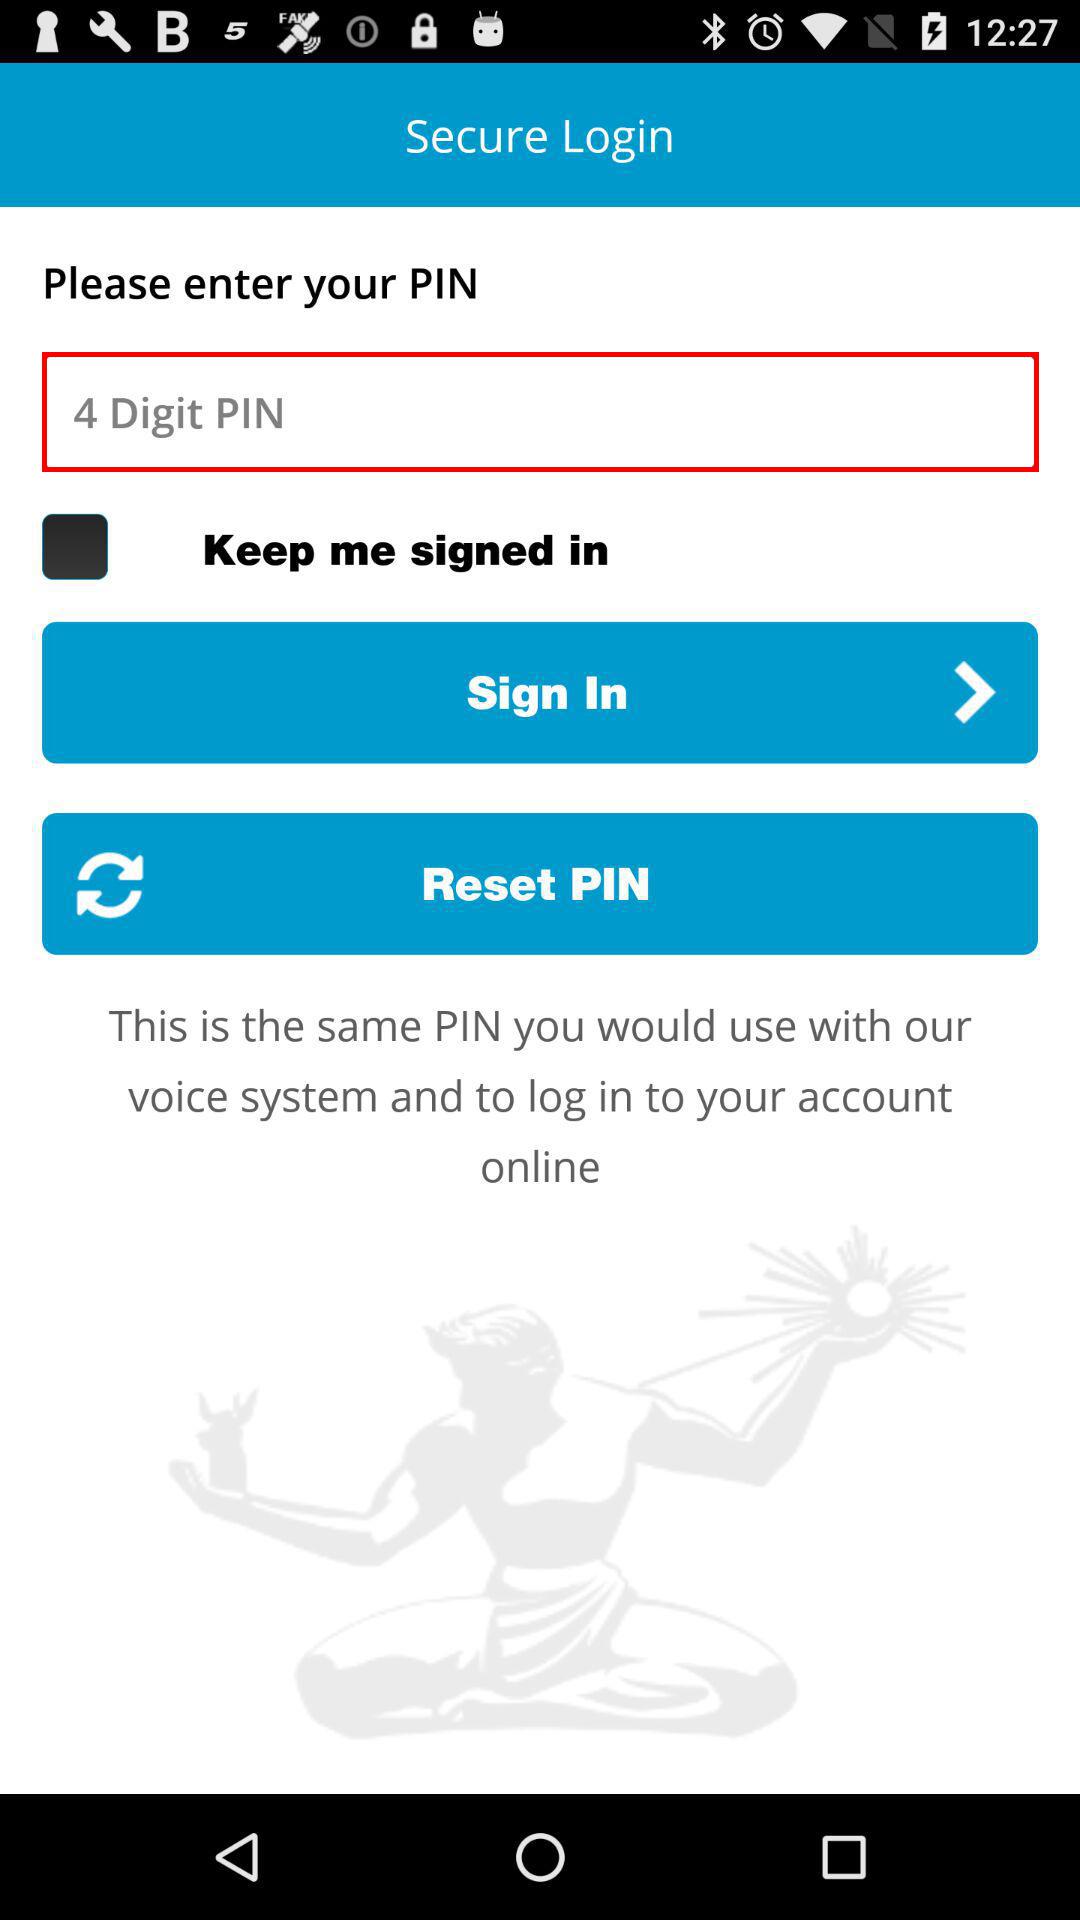 B 5 FAKE 12:27
Secure Login
Please enter your PIN
4 Digit PIN
Keep me signed in
Sign In
Reset PIN
This is the same PIN you would use with our
voice system and to log in to your account
online